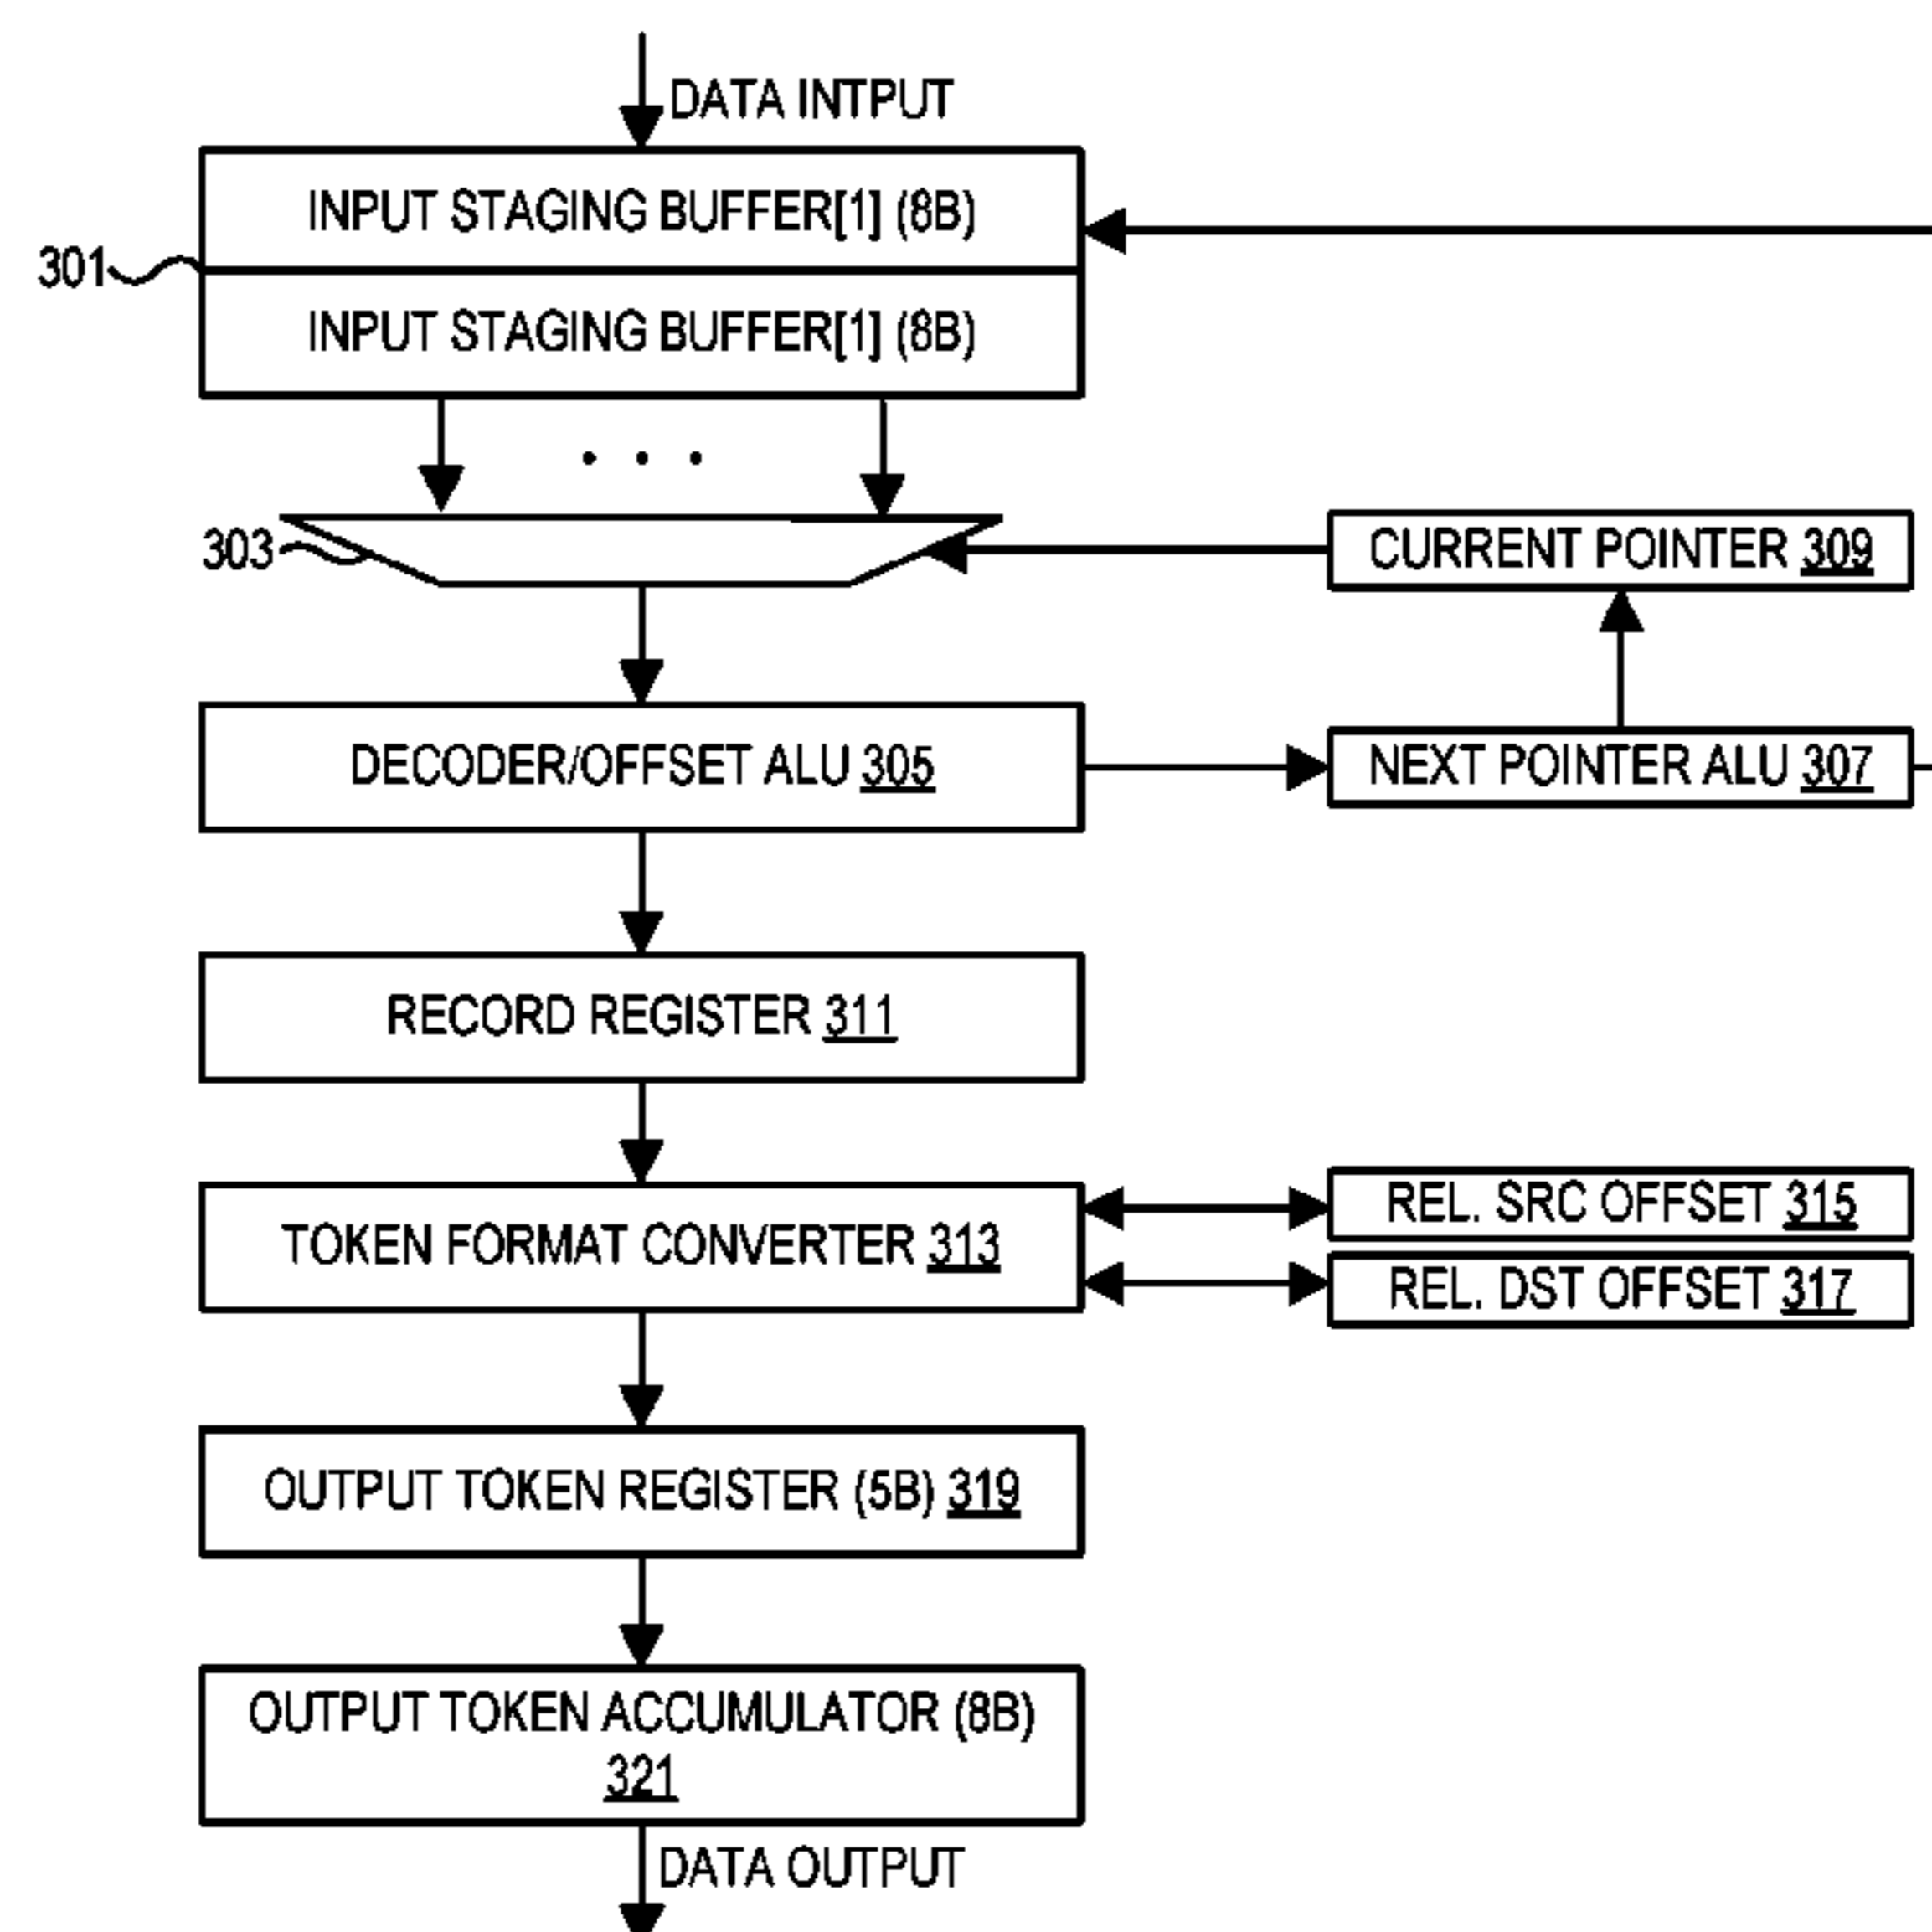 DATA INTPUT
INPUT STAGING BUFFER[1] (8B)
301
INPUT STAGING BUFFER[1] (8B)
. . .
303
CURRENT POINTER 309
DECODER/OFFSET ALU 305
NEXT POINTER ALU 307
RECORD REGISTER 311
TOKEN FORMAT CONVERTER 313
REL. SRC OFFSET 315
REL. DST OFFSET 317
OUTPUT TOKEN REGISTER (5B) 319
OUTPUT TOKEN ACCUMULATOR (8B)
321
DATA OUTPUT